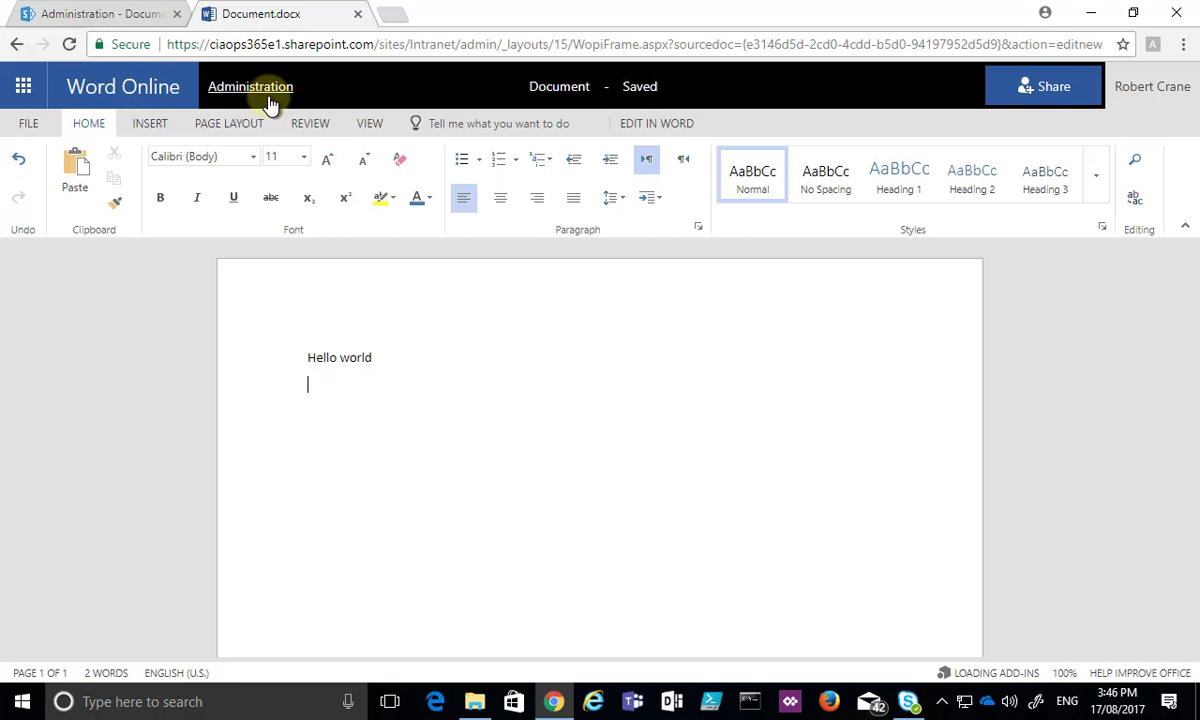 Administration - Docume
Document.docx
Secure
https://ciaops365e1.sharepoint.com/sites/Intranet/admin/_layouts/15/WopiFrame.aspx?sourcedoc={e3146d5d-2cd0-4cdd-b5d0-94197952d5d9}&action=editnew
A
Word Online
Administration
Document - Saved
Share
Robert Crane
FILE
HOME
INSERT
PAGE LAYOUT
REVIEW
VIEW
Tell me what you want to do
EDIT IN WORD
Paste
Calibri (Body)
11
AaBbCc
AaBbCc
AaBbCc
AaBbCc
AaBbCc
Normal
No Spacing
Heading 1
Heading 2
Heading 3
Undo
Clipboard
Font
Paragraph
Styles
Editing
Hello world
PAGE 1 OF 1
2 WORDS
ENGLISH (U.S.)
LOADING ADD-INS
100%
HELP IMPROVE OFFICE
Type here to search
42
ENG
3:46 PM
17/08/2017